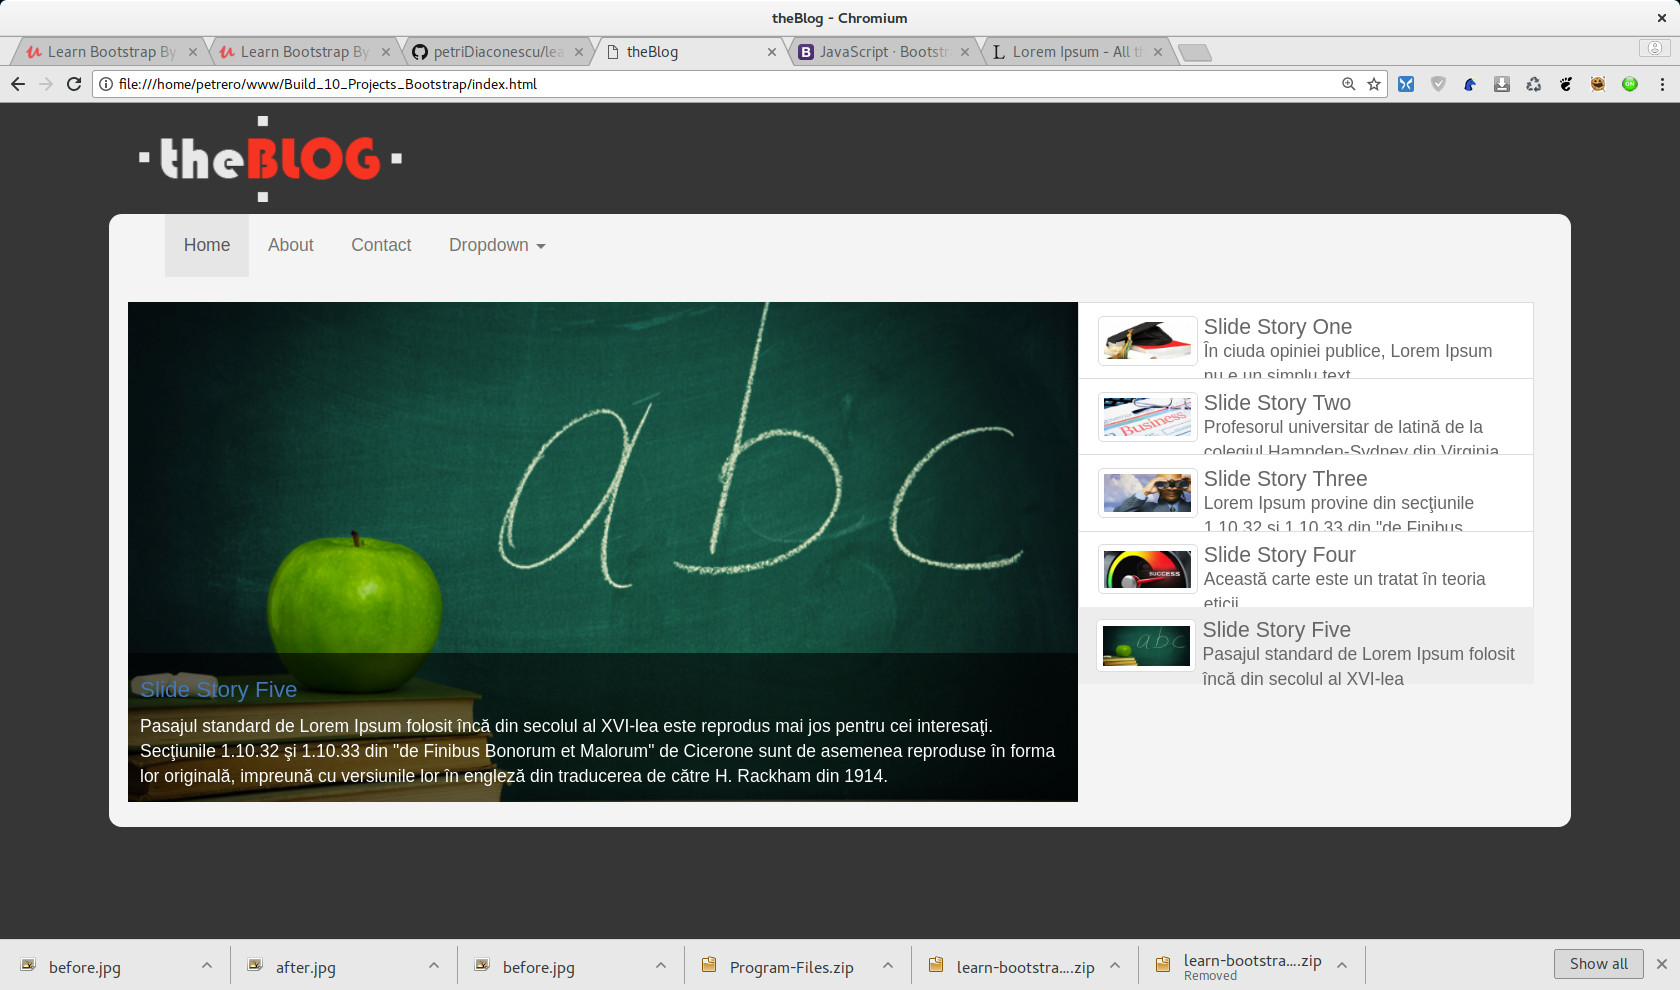 theBlog - Chromium
Learn Bootstrap By
Learn Bootstrap By
petriDiaconescu/lea
theBlog
JavaScript · Bootstr
Lorem Ipsum - All th
file:///home/petrero/www/Build_10_Projects_Bootstrap/index.html
ON
theBLOG
Home
About
Contact
Dropdown
abc
Slide Story Five
Pasajul standard de Lorem Ipsum folosit încă din secolul al XVI-lea este reprodus mai jos pentru cei interesaţi.
Secţiunile 1.10.32 şi 1.10.33 din "de Finibus Bonorum et Malorum" de Cicerone sunt de asemenea reproduse în forma
lor originală, impreună cu versiunile lor în engleză din traducerea de către H. Rackham din 1914.
Slide Story One
În ciuda opiniei publice, Lorem Ipsum
nu e un simplu text
Business
Slide Story Two
Profesorul universitar de latină de la
colegiul Hampden-Sydney din Virginia
Slide Story Three
Lorem Ipsum provine din secţiunile
1.10.32 si 1.10.33 din "de Finibus
SUCCESS
Slide Story Four
Această carte este un tratat în teoria
eticii
abc
Slide Story Five
Pasajul standard de Lorem Ipsum folosit
încă din secolul al XVI-lea
before.jpg
after.jpg
before.jpg
Program-Files.zip
learn-bootstra....zip
learn-bootstra....zip
Removed
Show all